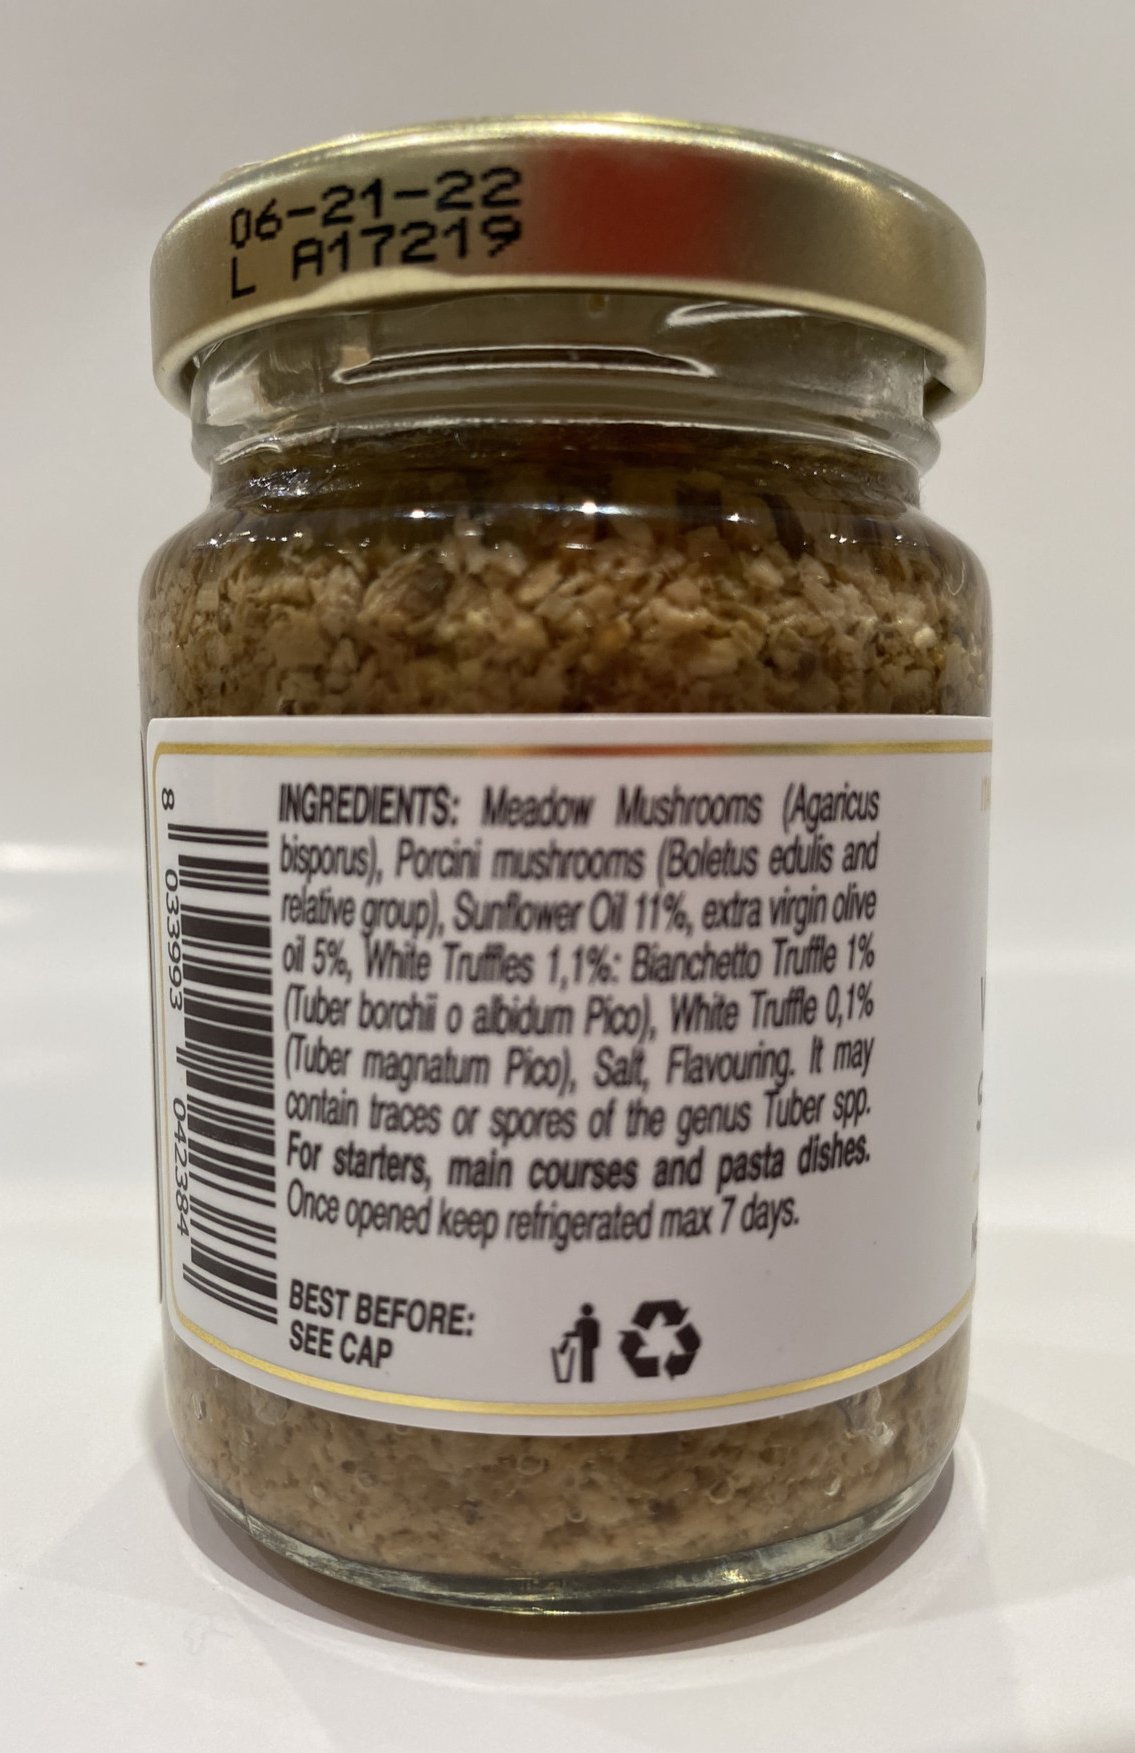 06-21-22
L A17219
INGREDIENTS: Meadow Mushrooms (Agaricus
bisporus), Porcini mushrooms (Boletus edulis and
relative group), Sunflower Oil 11%, extra virgin olive
oil 5%, White Truffles 1,1%: Bianchetto Truffle 1%
(Tuber borchii o albidum Pico), White Truffle 0,1%
(Tuber magnatum Pico), Salt, Flavouring. It may
contain traces or spores of the genus Tuber spp.
For starters, main courses and pasta dishes.
Once opened keep refrigerated max 7 days.
BEST BEFORE:
SEE CAP
8 033993 042384